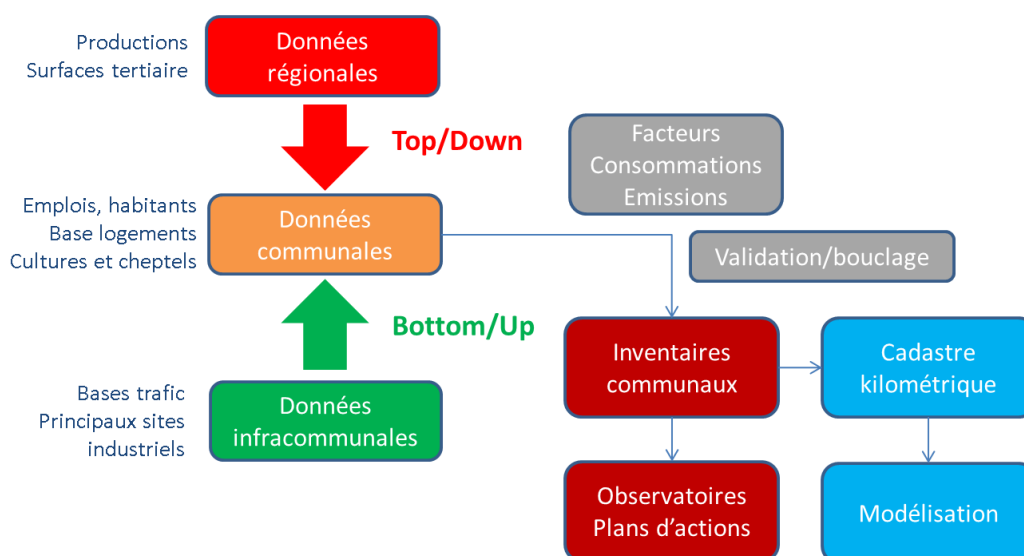 Productions
Surfaces tertiaire
Données
régionales
Top/Down
Facteurs
Consommations
Emissions
Emplois, habitants
Base logements
Cultures et cheptels
Données
communales
Validation/bouclage
Bottom/Up
Inventaires
communaux
Cadastre
kilométrique
Bases trafic
Principaux sites
industriels
Données
infracommunales
Observatoires
Plans d'actions
Modélisation